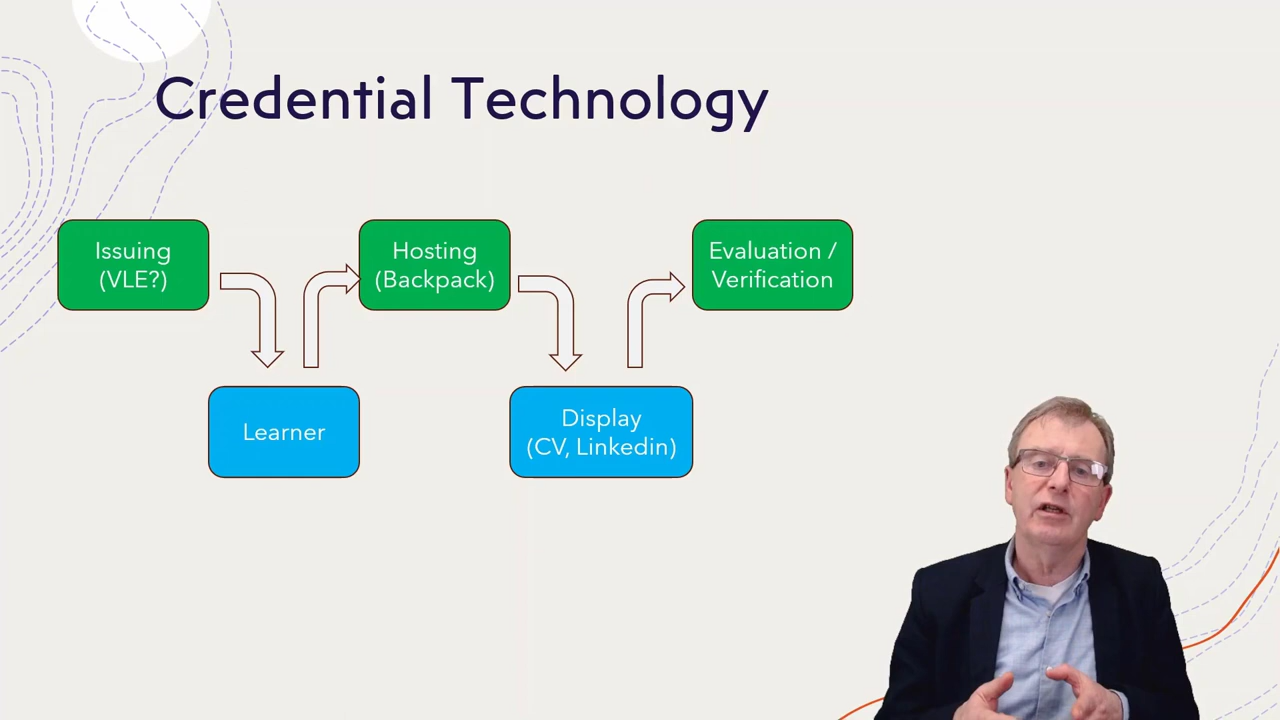 Credential Technology
Issuing
(VLE?)
Hosting
(Backpack)
Evaluation /
Verification
Learner
Display
(CV, Linkedin)